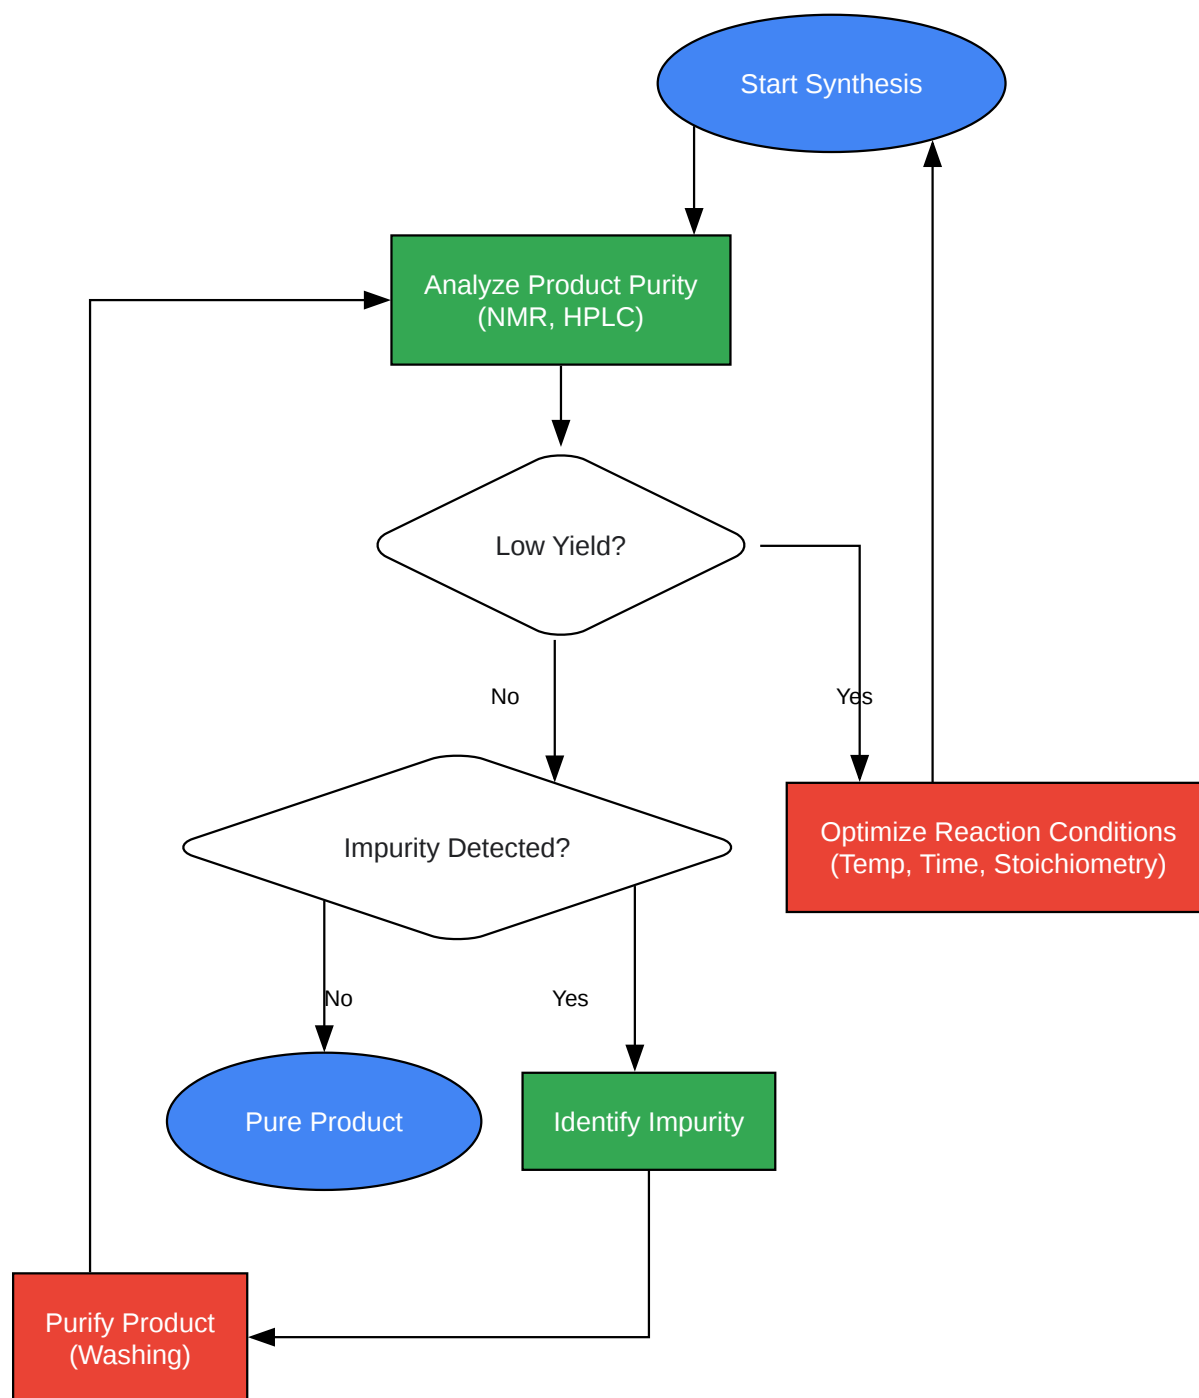 Start Synthesis
Analyze Product Purity
(NMR, HPLC)
Low Yield?
No
Yes
Optimize Reaction Conditions
(Temp, Time, Stoichiometry)
Impurity Detected?
No
Yes
Pure Product
Identify Impurity
Purify Product
(Washing)